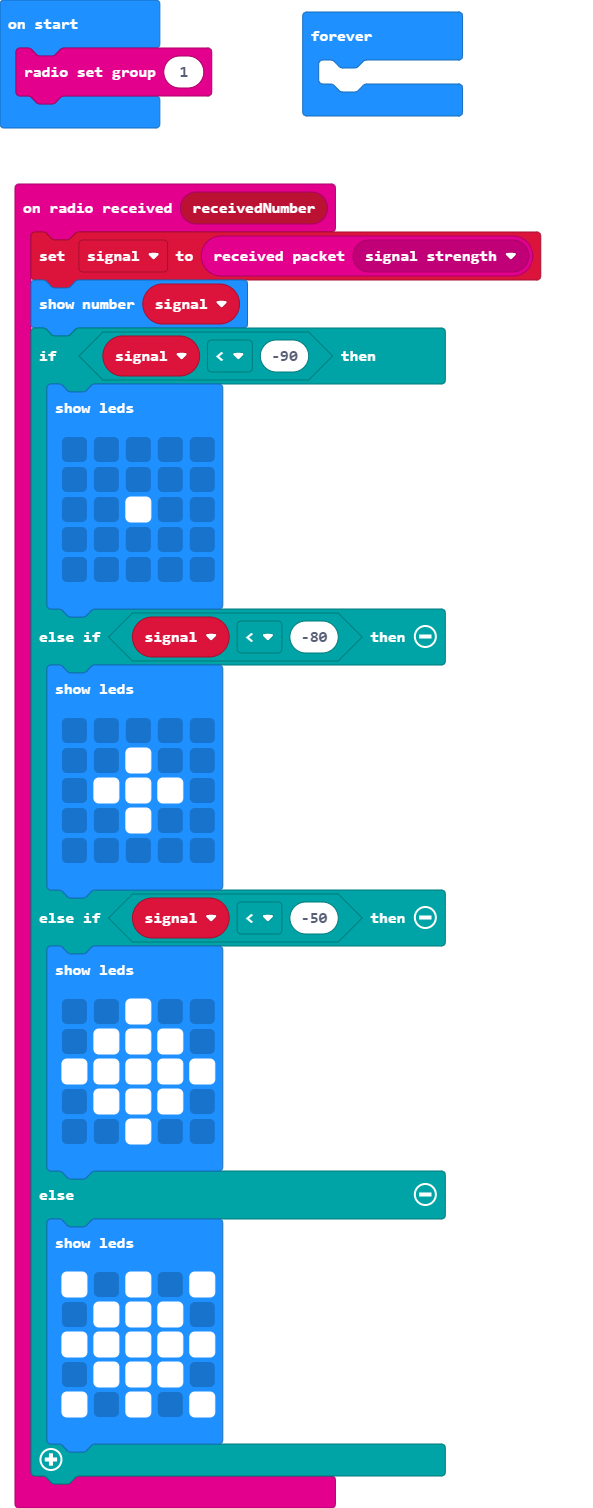 on start
radio set group 1
forever
on radio received receivedNumber
set signal to received packet signal strength
show number signal
if signal < -90 then
show leds
else if signal < -80 then
show leds
else if signal < -50 then
show leds
else
show leds